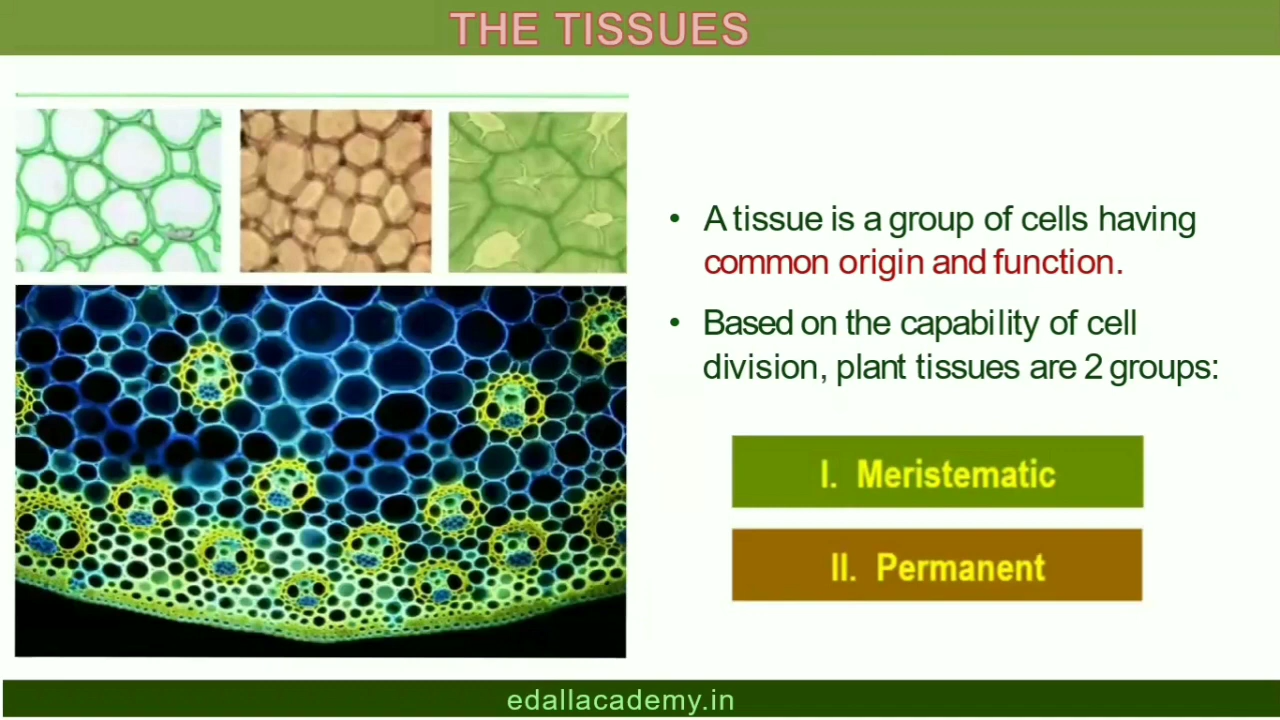 THE TISSUES
• A tissue is a group of cells having
common origin and function.
• Based on the capability of cell
division, plant tissues are 2 groups:
I. Meristematic
II. Permanent
edallacademy.in